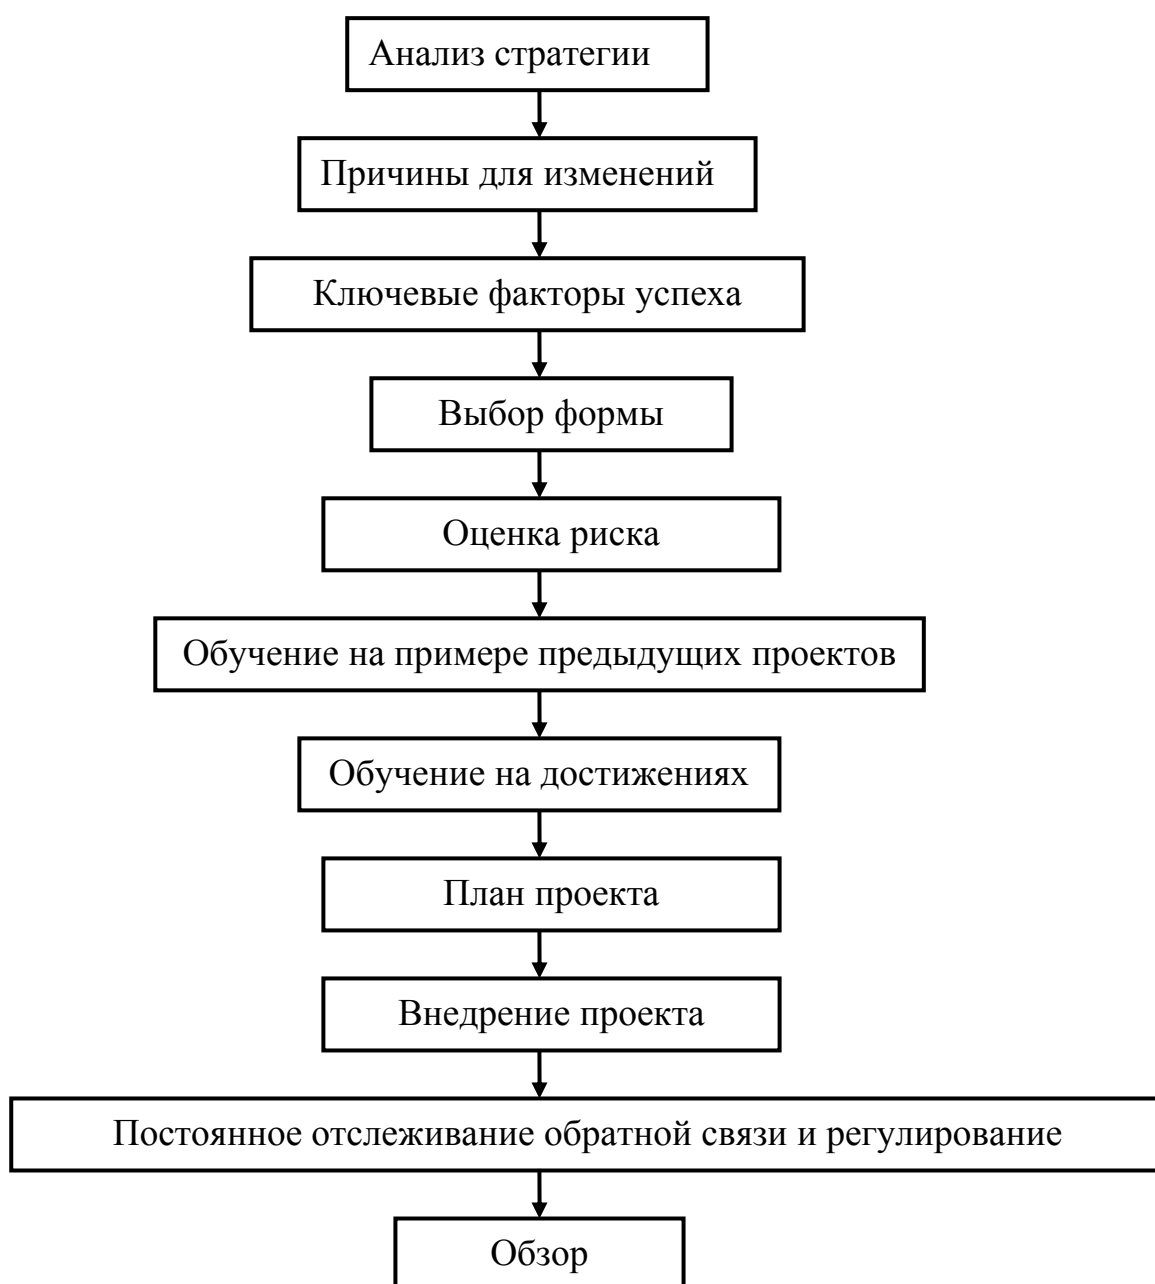 Анализ стратегии
Причины для изменений
Ключевые факторы успеха
Выбор формы
Оценка риска
Обучение на примере предыдущих проектов
Обучение на достижениях
План проекта
Внедрение проекта
Постоянное отслеживание обратной связи и регулирование
Обзор